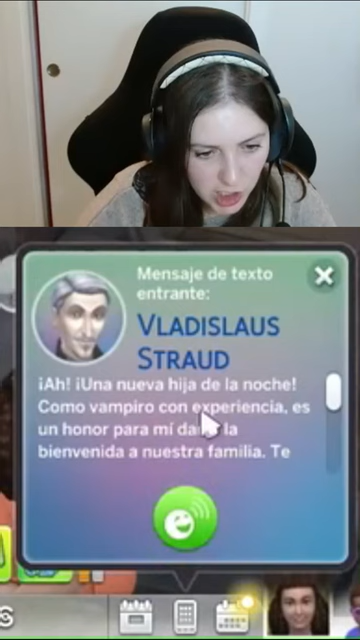 Mensaje de texto
entrante:
VLADISLAUS
STRAUD
¡Ah! ¡Una nueva hija de la noche!
Como vampiro con experiencia, es
un honor para mí la
bienvenida a nuestra familia. Te